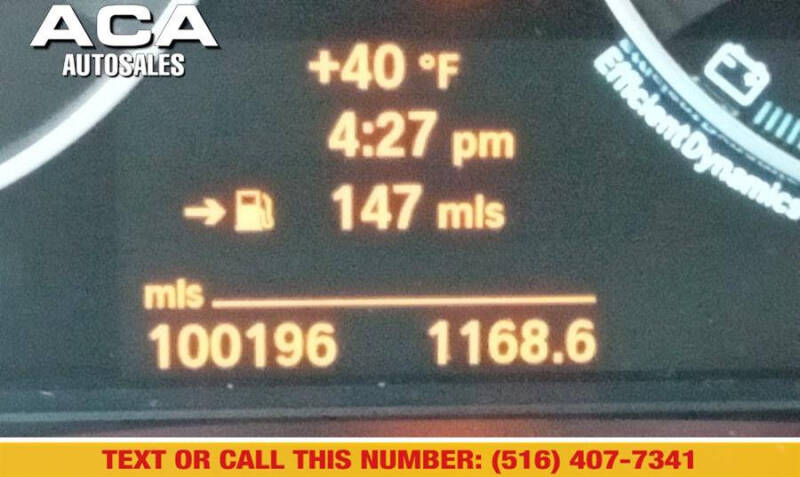 ACA
AUTOSALES
+40 °F
4:27 pm
→ 147 mls
EfficientDynamics
mls
100196 1168.6
TEXT OR CALL THIS NUMBER: (516) 407-7341